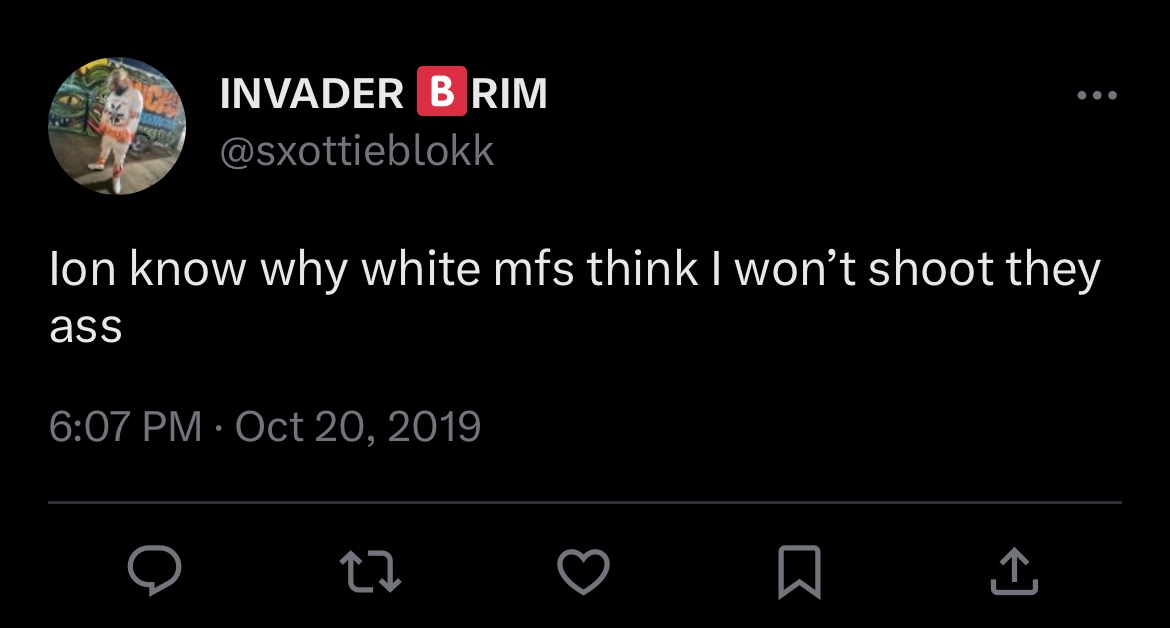 INVADER 🅱️RIM
@sxottieblokk
Ion know why white mfs think I won’t shoot they
ass
6:07 PM · Oct 20, 2019